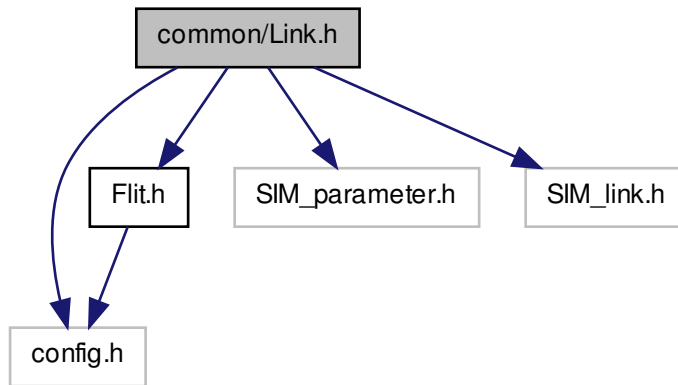 common/Link.h
Flit.h
SIM_parameter.h
SIM_link.h
config.h